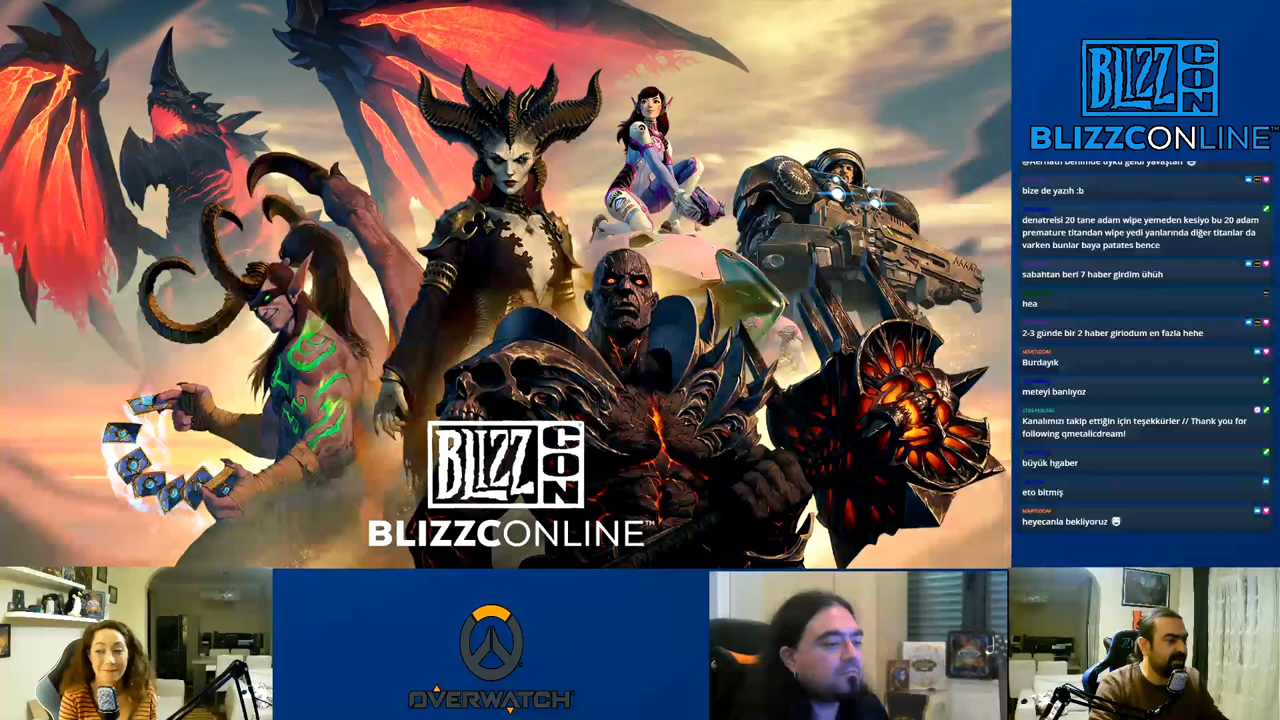 BLIZZ
CON
BLIZZCONLINE™
BLIZZ
CON
BLIZZCONLINE™
bize de yazıh :b
denatreisi 20 tane adam wipe yemeden kesiyo bu 20 adam
premature titandan wipe yedi yanlarında diğer titanlar da
varken bunlar baya patates bence
sabahtan beri 7 haber girdim ühüh
hea
2-3 günde bir 2 haber giriodum en fazla hehe
Burdayık
meteyi banlıyoz
Kanalımızı takip ettiğin için teşekkürler // Thank you for
following qmetalicdream!
büyük hgaber
eto bitmiş
heyecanla bekliyoruz
OVERWATCH